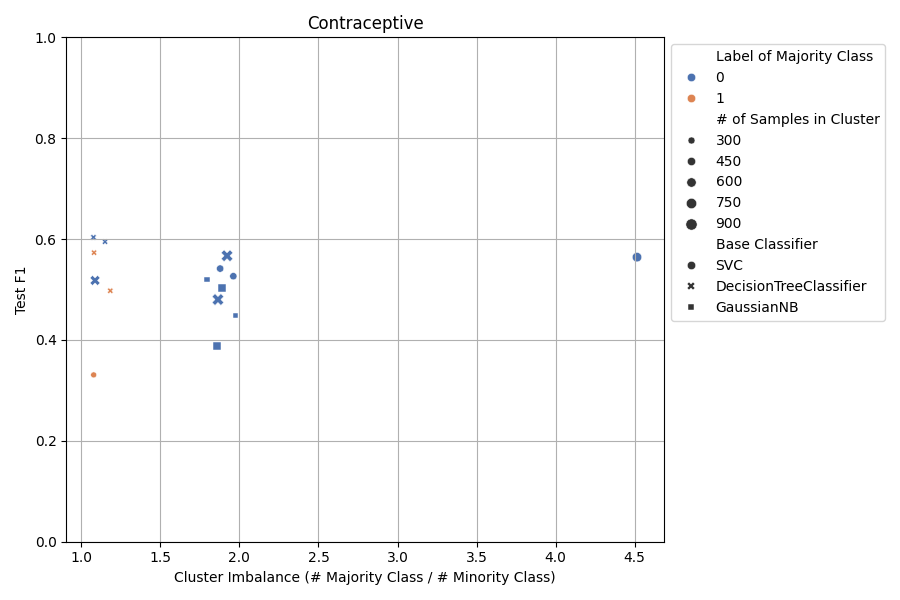 Contraceptive
Test F1
1.0
0.8
0.6
0.4
0.2
0.0
1.0 1.5 2.0 2.5 3.0 3.5 4.0 4.5
Cluster Imbalance (# Majority Class / # Minority Class)
Label of Majority Class
0
1
# of Samples in Cluster
300
450
600
750
900
Base Classifier
SVC
DecisionTreeClassifier
GaussianNB